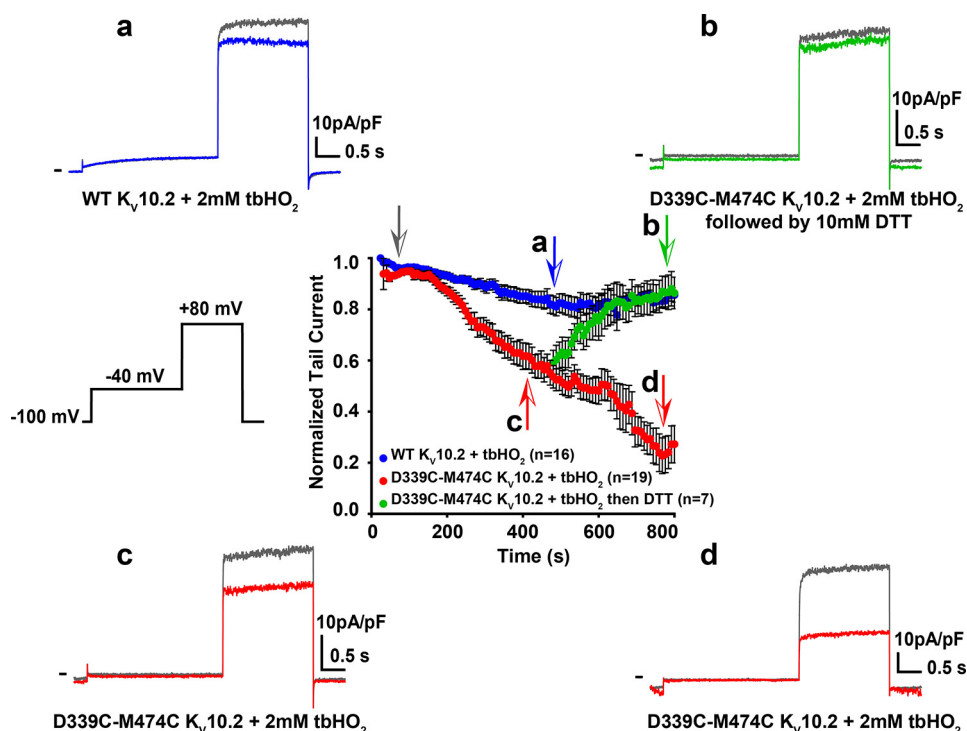 a
10pA/pF
0.5 s
WT Kᵥ10.2 + 2mM tbHO₂
b
10pA/pF
0.5 s
D339C-M474C Kᵥ10.2 + 2mM tbHO₂
followed by 10mM DTT
+80 mV
-40 mV
-100 mV
Normalized Tail Current
1.0
0.8
0.6
0.4
0.2
0.0
a
b
c
d
WT Kᵥ10.2 + tbHO₂ (n=16)
D339C-M474C Kᵥ10.2 + tbHO₂ (n=19)
D339C-M474C Kᵥ10.2 + tbHO₂ then DTT (n=7)
0 200 400 600 800
Time (s)
c
10pA/pF
0.5 s
D339C-M474C Kᵥ10.2 + 2mM tbHO₂
d
10pA/pF
0.5 s
D339C-M474C Kᵥ10.2 + 2mM tbHO₂